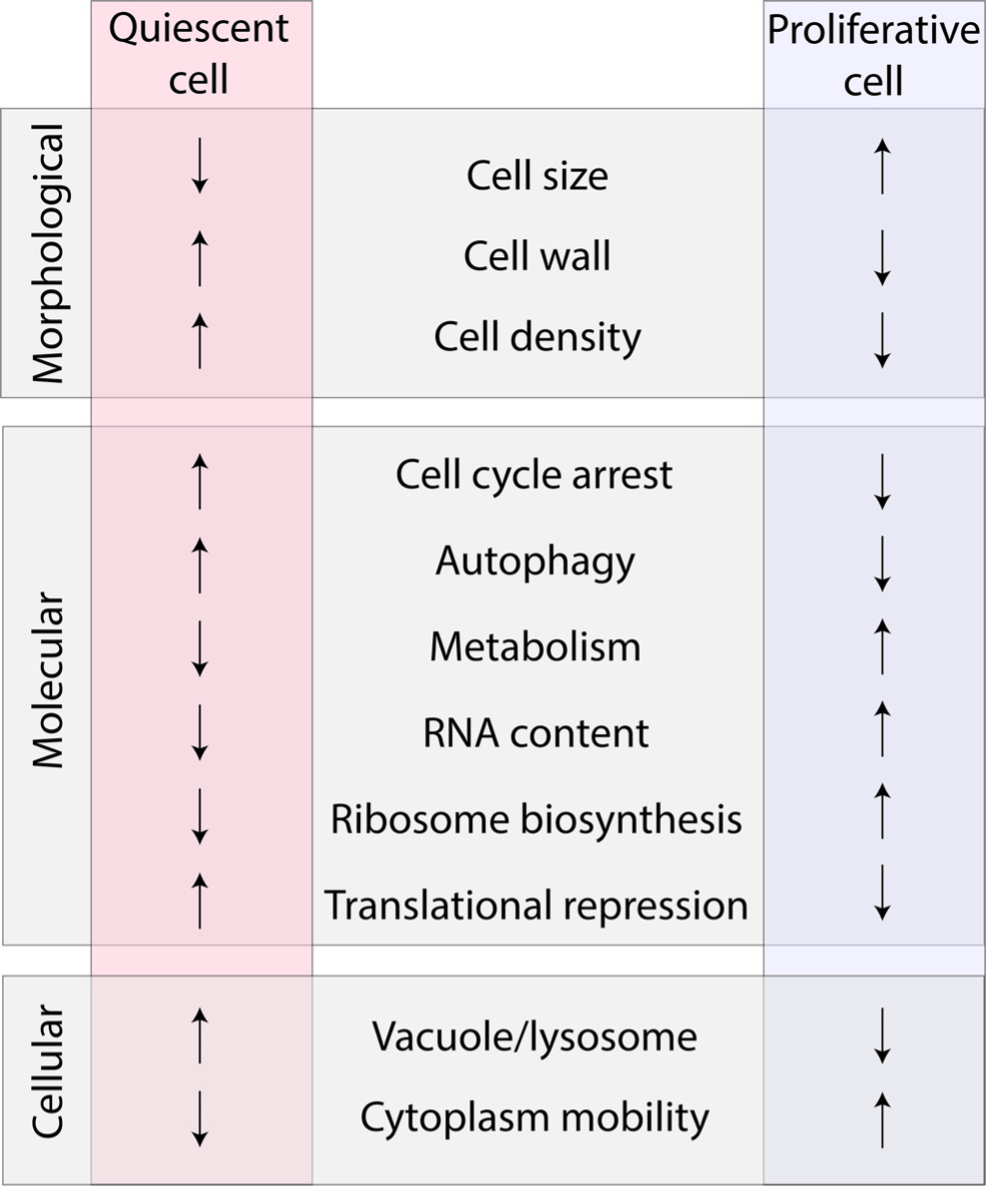 Quiescent
cell
Proliferative
cell
Morphological
Cell size
Cell wall
Cell density
Molecular
Cell cycle arrest
Autophagy
Metabolism
RNA content
Ribosome biosynthesis
Translational repression
Cellular
Vacuole/lysosome
Cytoplasm mobility